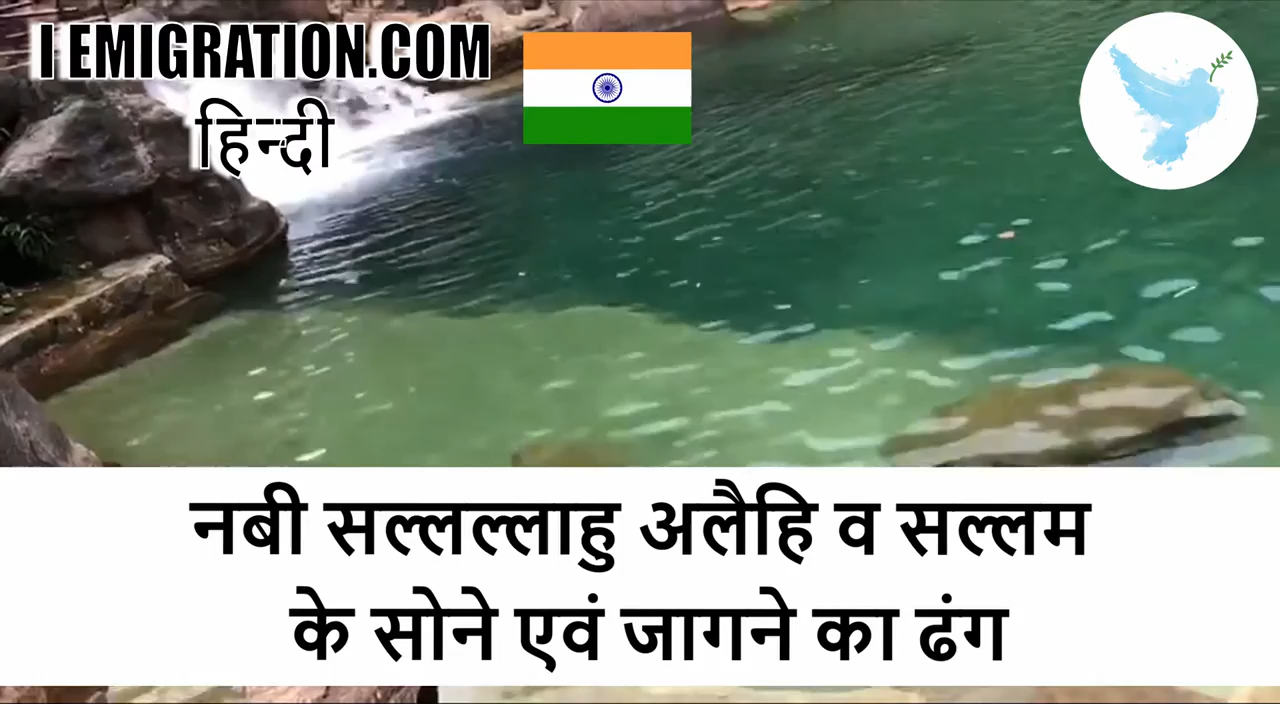 I EMIGRATION.COM
हिन्दी
नबी सल्लल्लाहु अलैहि व सल्लम
के सोने एवं जागने का ढंग